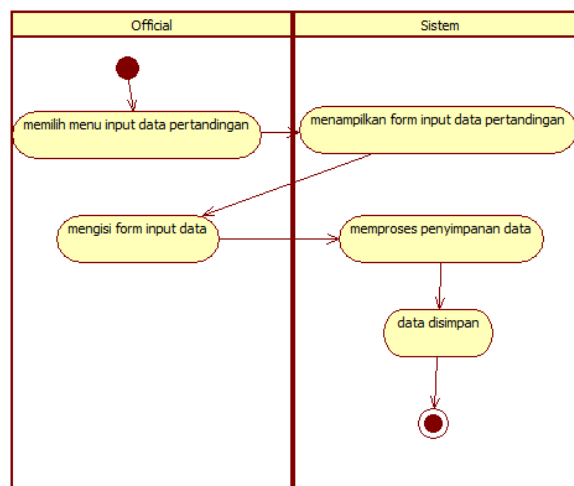 Official
Sistem
memilih menu input data pertandingan
menampilkan form input data pertandingan
mengisi form input data
memproses penyimpanan data
data disimpan